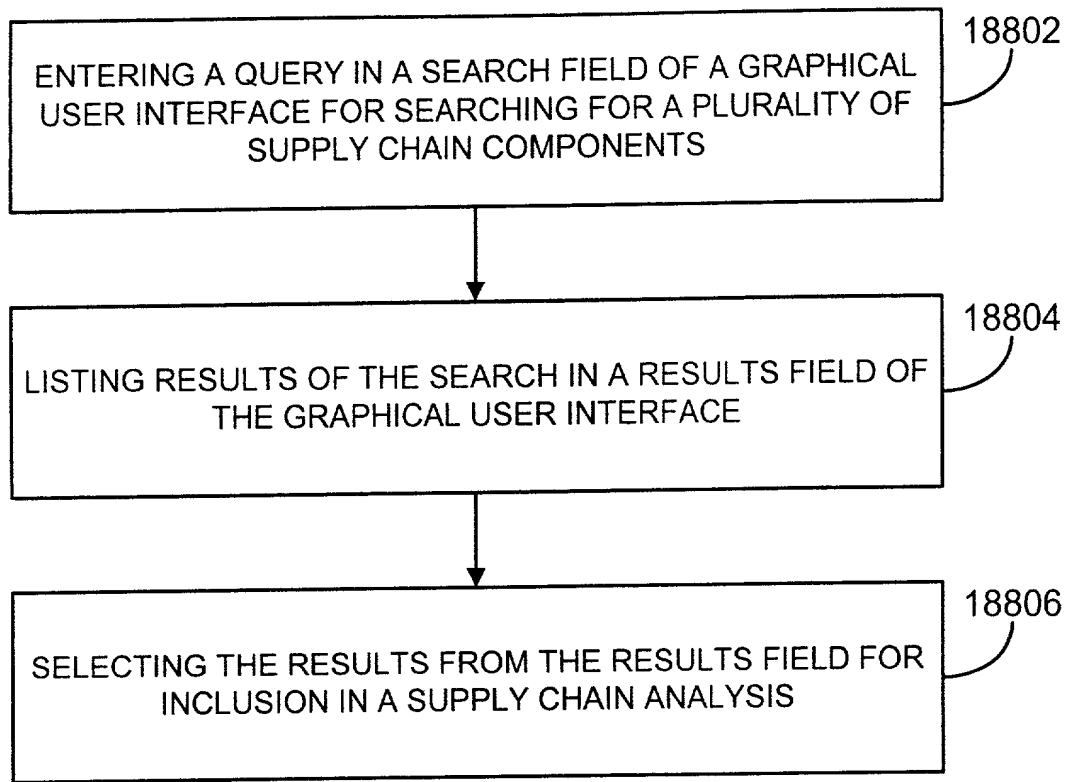 18802
ENTERING A QUERY IN A SEARCH FIELD OF A GRAPHICAL
USER INTERFACE FOR SEARCHING FOR A PLURALITY OF
SUPPLY CHAIN COMPONENTS
18804
LISTING RESULTS OF THE SEARCH IN A RESULTS FIELD OF
THE GRAPHICAL USER INTERFACE
18806
SELECTING THE RESULTS FROM THE RESULTS FIELD FOR
INCLUSION IN A SUPPLY CHAIN ANALYSIS